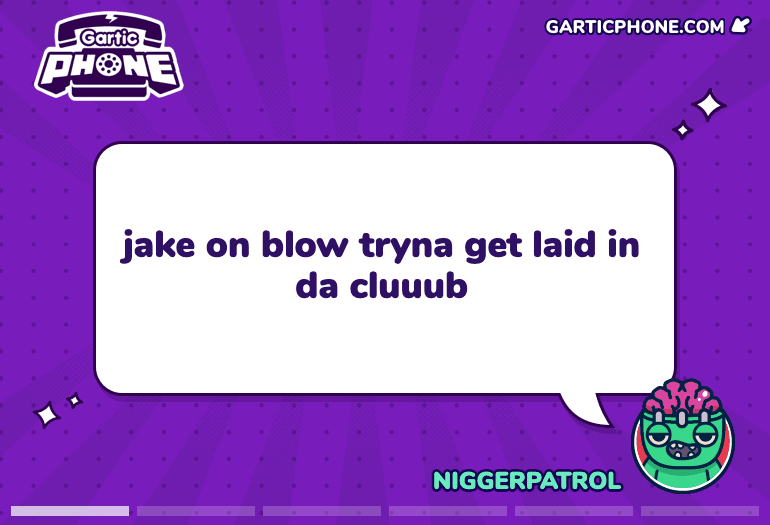 Gartic
PHONE
GARTICPHONE.COM
jake on blow tryna get laid in
da cluuub
NIGGERPATROL